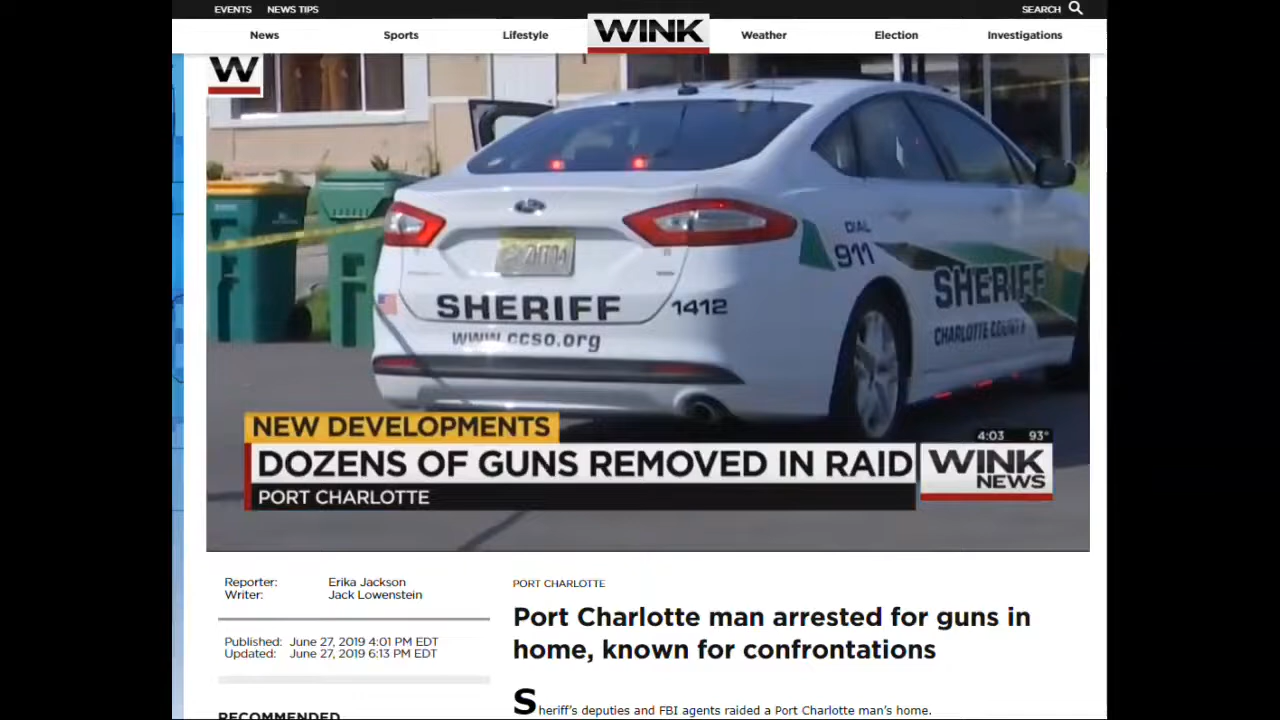 EVENTS NEWS TIPS SEARCH
News Sports Lifestyle WINK Weather Election Investigations
W
DIAL
911
SHERIFF
CHARLOTTE COUNTY
SHERIFF 1412
www.ccso.org
NEW DEVELOPMENTS
DOZENS OF GUNS REMOVED IN RAID
PORT CHARLOTTE
4:03 93°
WINK
NEWS
Reporter: Erika Jackson
Writer: Jack Lowenstein
Published: June 27, 2019 4:01 PM EDT
Updated: June 27, 2019 6:13 PM EDT
RECOMMENDED
PORT CHARLOTTE
Port Charlotte man arrested for guns in
home, known for confrontations
Sheriff's deputies and FBI agents raided a Port Charlotte man's home.